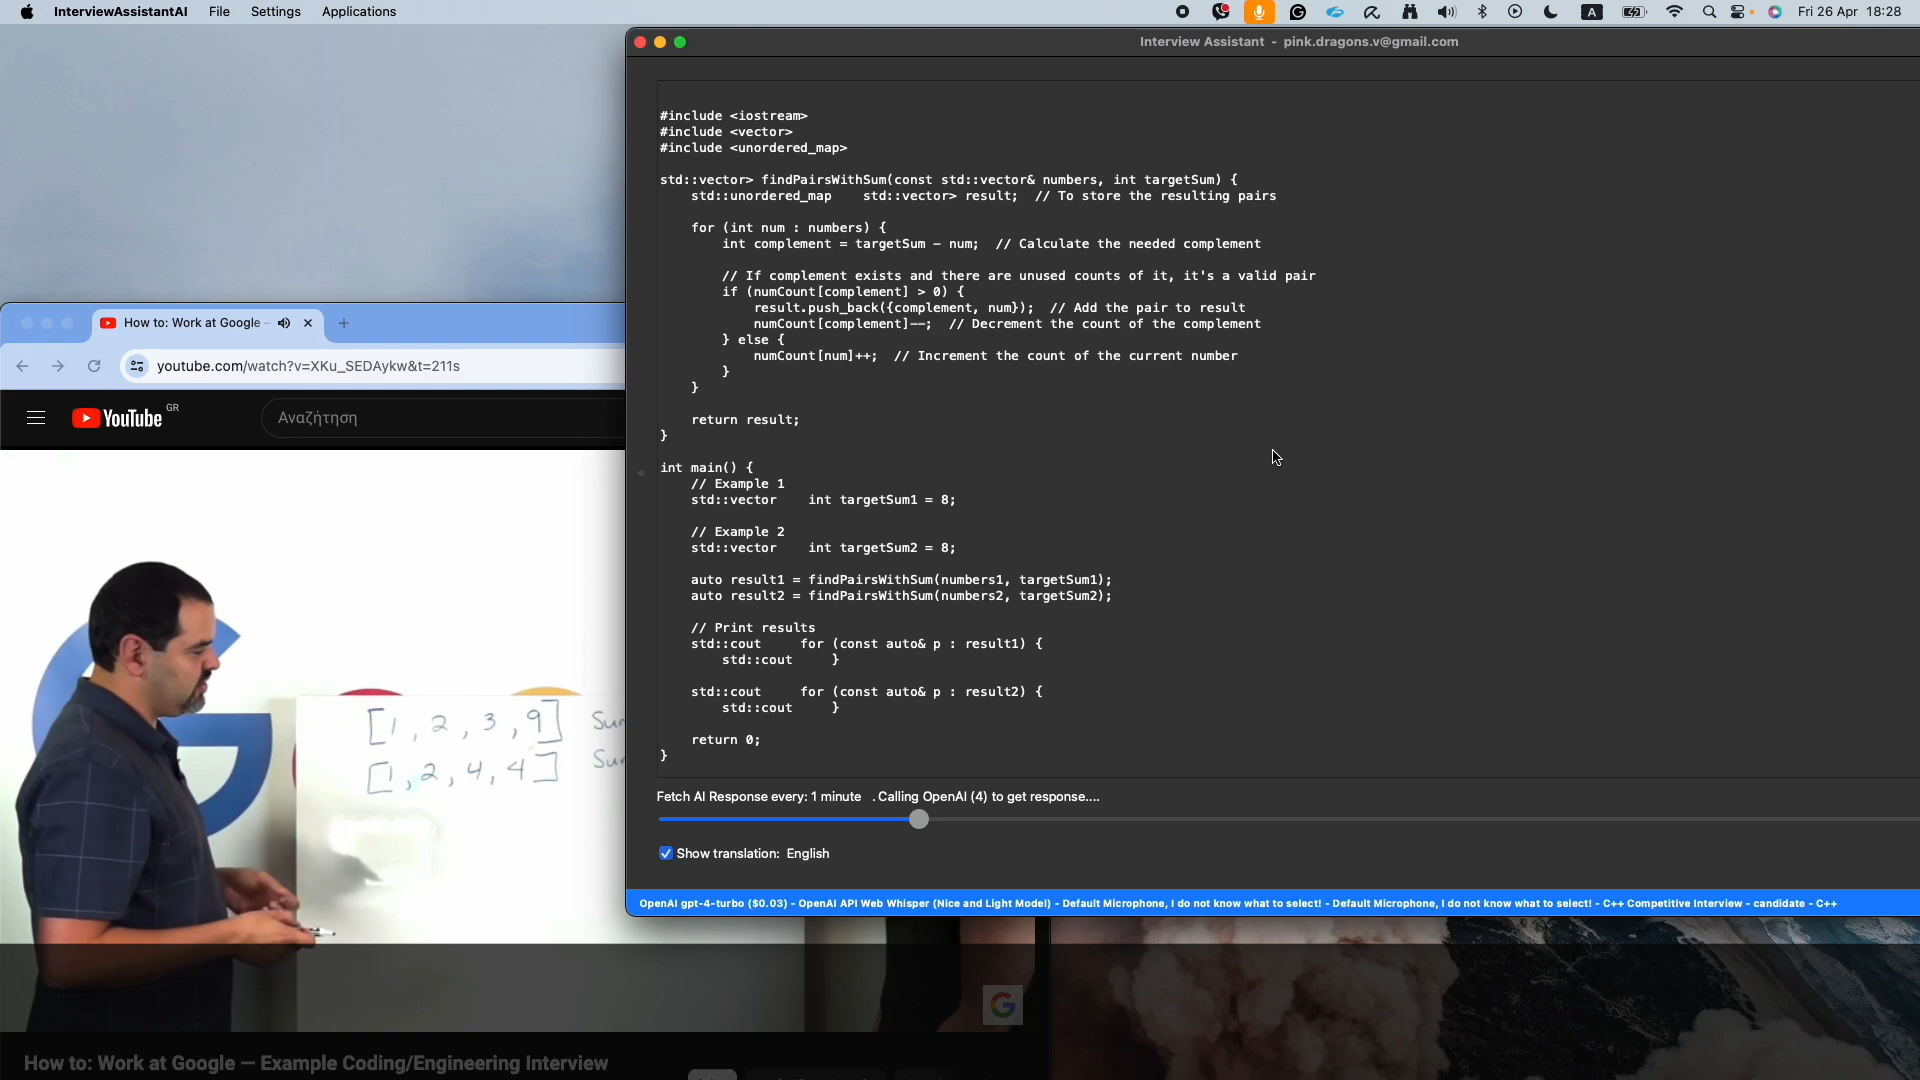 InterviewAssistantAI File Settings Applications
A Fri 26 Apr 18:28
Interview Assistant - pink.dragons.v@gmail.com
#include <iostream>
#include <vector>
#include <unordered_map>
std::vector> findPairsWithSum(const std::vector& numbers, int targetSum) {
std::unordered_map std::vector> result; // To store the resulting pairs
for (int num : numbers) {
int complement = targetSum - num; // Calculate the needed complement
// If complement exists and there are unused counts of it, it's a valid pair
if (numCount[complement] > 0) {
result.push_back({complement, num}); // Add the pair to result
numCount[complement]--; // Decrement the count of the complement
} else {
numCount[num]++; // Increment the count of the current number
}
}
return result;
}
int main() {
// Example 1
std::vector int targetSum1 = 8;
// Example 2
std::vector int targetSum2 = 8;
auto result1 = findPairsWithSum(numbers1, targetSum1);
auto result2 = findPairsWithSum(numbers2, targetSum2);
// Print results
std::cout for (const auto& p : result1) {
std::cout }
std::cout for (const auto& p : result2) {
std::cout }
return 0;
}
Fetch AI Response every: 1 minute . Calling OpenAI (4) to get response....
Show translation: English
OpenAI gpt-4-turbo ($0.03) - OpenAI API Web Whisper (Nice and Light Model) - Default Microphone, I do not know what to select! - Default Microphone, I do not know what to select! - C++ Competitive Interview - candidate - C++
How to: Work at Google -
youtube.com/watch?v=XKu_SEDAykw&t=211s
YouTube GR
Αναζήτηση
[1, 2, 3, 9] Su
[1, 2, 4, 4] Su
G
How to: Work at Google — Example Coding/Engineering Interview